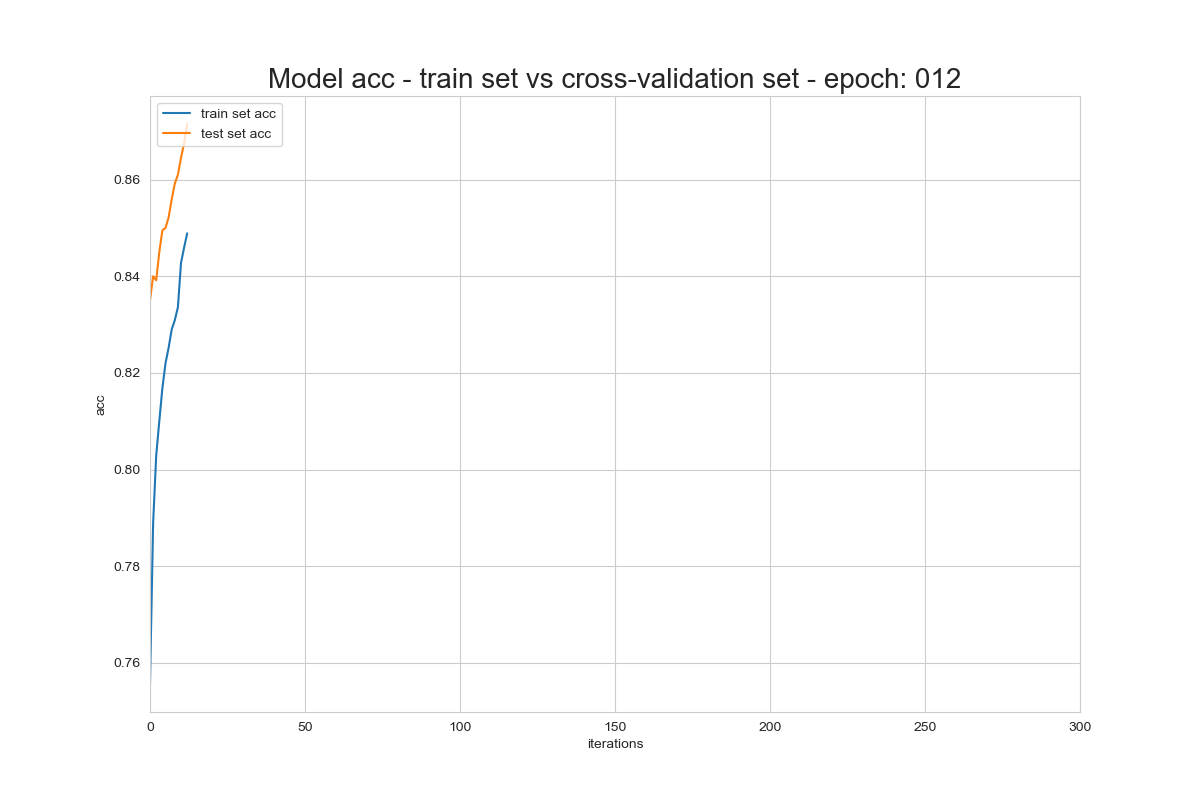 Model acc - train set vs cross-validation set - epoch: 012
train set acc
test set acc
0.86
0.84
0.82
acc
0.80
0.78
0.76
0 50 100 150 200 250 300
iterations